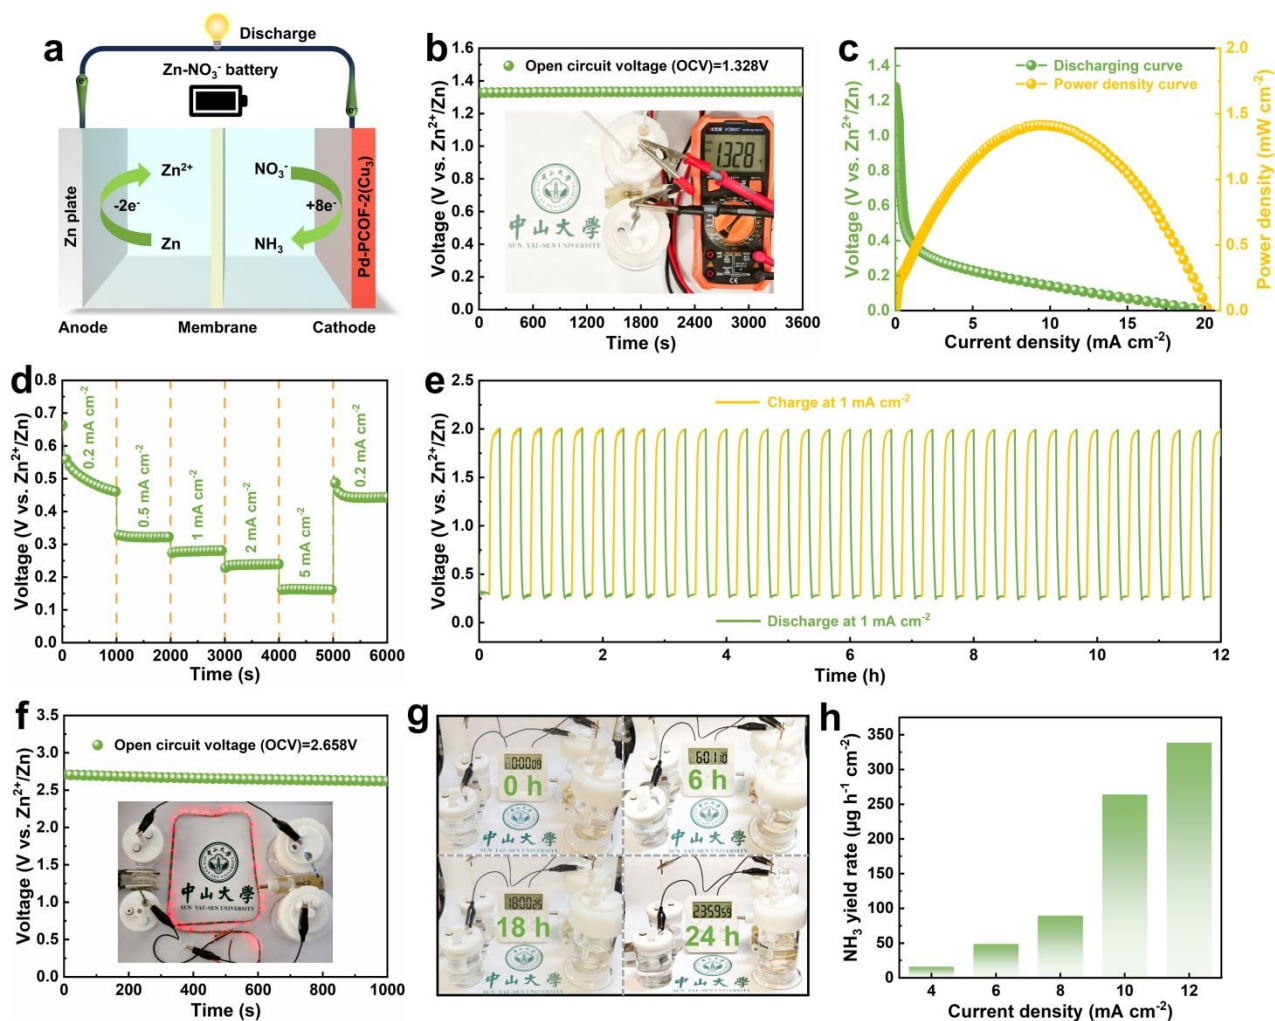 a
Discharge
Zn-NO₃⁻ battery
e⁻
e⁻
Zn plate
Zn²⁺
-2e⁻
Zn
NO₃⁻
+8e⁻
NH₃
Pd-PCOF-2(Cu₃)
Anode
Membrane
Cathode
b
Voltage (V vs. Zn²⁺/Zn)
1.6
1.4
1.2
1.0
0.8
0.6
0.4
0.2
0.0
Open circuit voltage (OCV)=1.328V
1.328
中山大學
SUN YAT-SEN UNIVERSITY
0 600 1200 1800 2400 3000 3600
Time (s)
c
Voltage (V vs. Zn²⁺/Zn)
1.4
1.2
1.0
0.8
0.6
0.4
0.2
0.0
Discharging curve
Power density curve
2.0
1.5
1.0
0.5
0.0
Power density (mW cm⁻²)
0 5 10 15 20
Current density (mA cm⁻²)
d
Voltage (V vs. Zn²⁺/Zn)
0.8
0.7
0.6
0.5
0.4
0.3
0.2
0.1
0.0
0.2 mA cm⁻²
0.5 mA cm⁻²
1 mA cm⁻²
2 mA cm⁻²
5 mA cm⁻²
0.2 mA cm⁻²
0 1000 2000 3000 4000 5000 6000
Time (s)
e
Voltage (V vs. Zn²⁺/Zn)
2.5
2.0
1.5
1.0
0.5
0.0
Charge at 1 mA cm⁻²
Discharge at 1 mA cm⁻²
0 2 4 6 8 10 12
Time (h)
f
Voltage (V vs. Zn²⁺/Zn)
3.5
3.0
2.5
2.0
1.5
1.0
0.5
0.0
Open circuit voltage (OCV)=2.658V
中山大學
SUN YAT-SEN UNIVERSITY
0 200 400 600 800 1000
Time (s)
g
0 h
中山大學
SUN YAT-SEN UNIVERSITY
6 h
中山大學
18 h
中山大學
SUN YAT-SEN UNIVERSITY
235959
24 h
中山大學
SUN YAT-SEN UNIVERSITY
h
NH₃ yield rate (μg h⁻¹ cm⁻²)
350
300
250
200
150
100
50
0
4 6 8 10 12
Current density (mA cm⁻²)